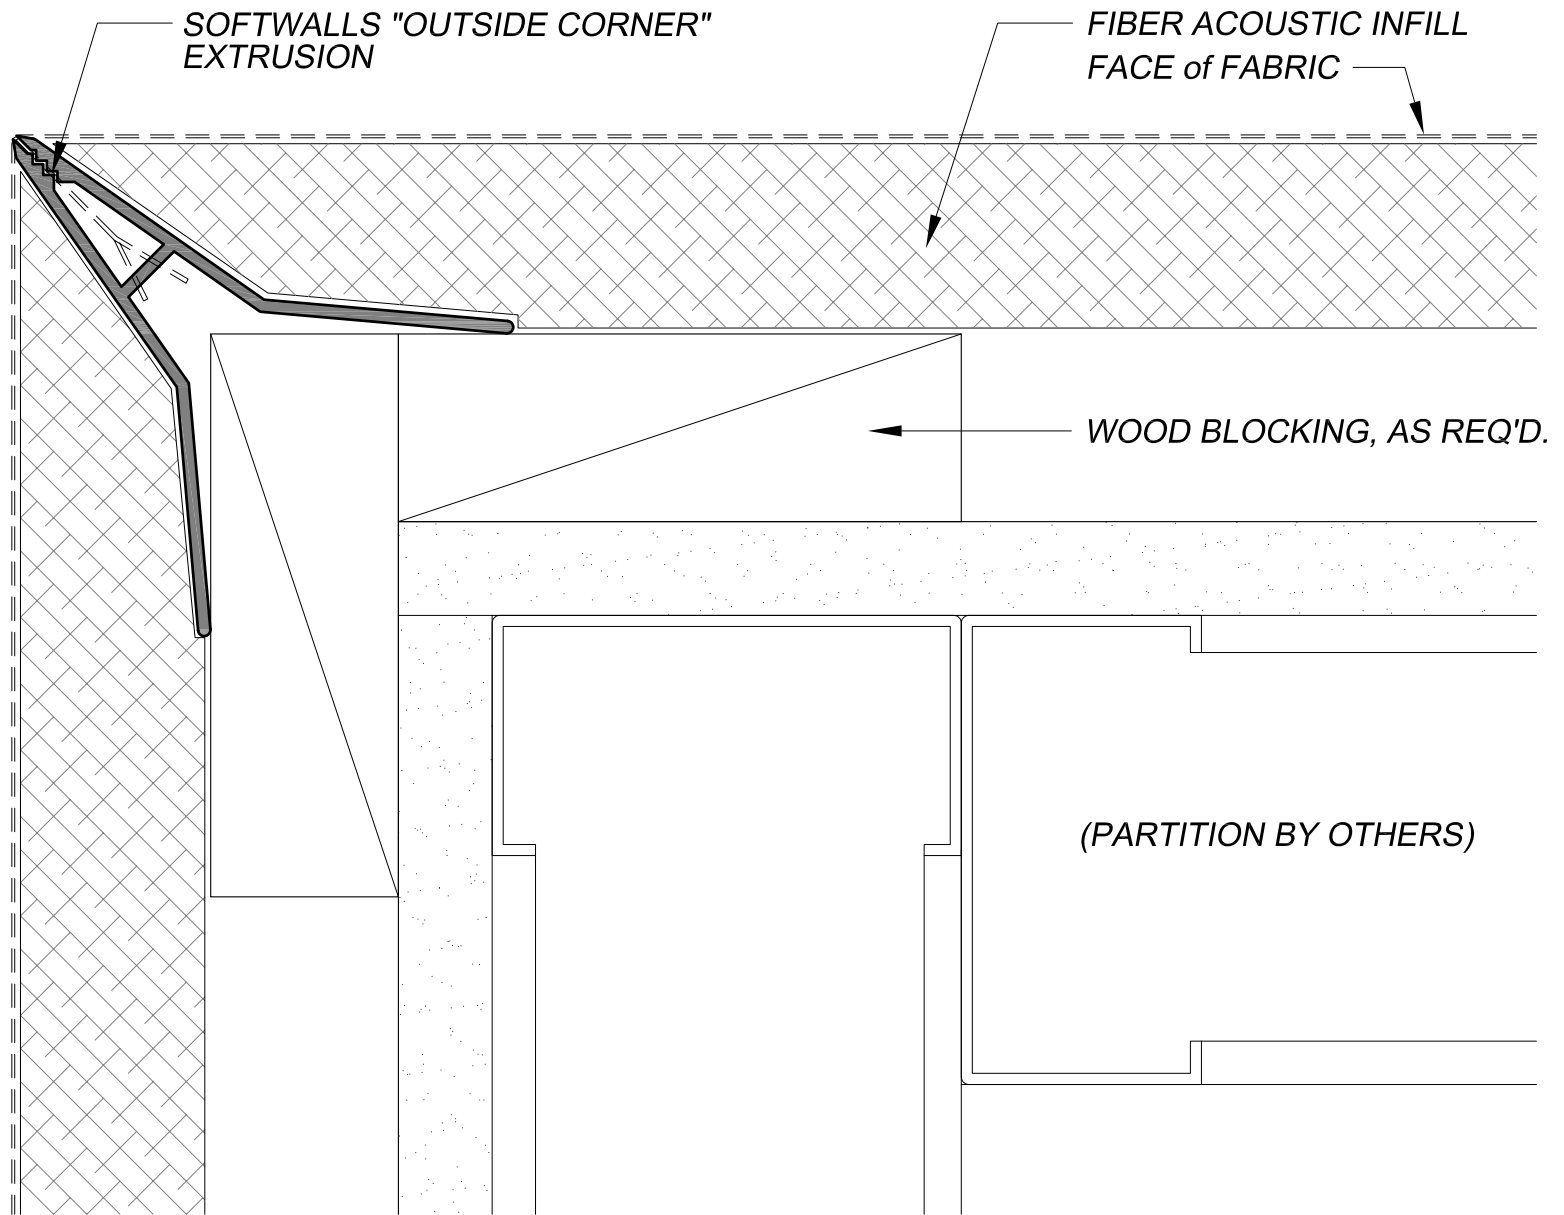 SOFTWALLS "OUTSIDE CORNER"
EXTRUSION
FIBER ACOUSTIC INFILL
FACE of FABRIC
WOOD BLOCKING, AS REQ'D.
(PARTITION BY OTHERS)